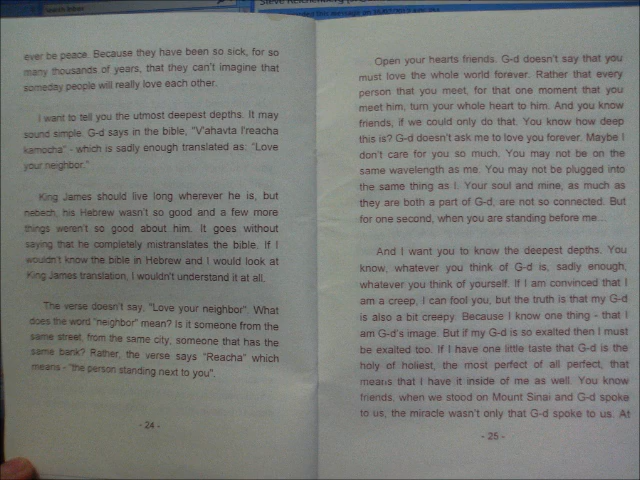 ever be peace. Because they have been so sick, for so
many thousands of years, that they can't imagine that
someday people will really love each other.
I want to tell you the utmost deepest depths. It may
sound simple. G-d says in the bible, "V'ahavta l'reacha
kamocha" - which is sadly enough translated as: "Love
your neighbor."
King James should live long wherever he is, but
nebech, his Hebrew wasn't so good and a few more
things weren't so good about him. It goes without
saying that he completely mistranslates the bible. If I
wouldn't know the bible in Hebrew and I would look at
King James translation, I wouldn't understand it at all.
The verse doesn't say, "Love your neighbor". What
does the word "neighbor" mean? Is it someone from the
same street, from the same city, someone that has the
same bank? Rather, the verse says "Reacha" which
means - "the person standing next to you".
- 24 -
Open your hearts friends. G-d doesn't say that you
must love the whole world forever. Rather that every
person that you meet, for that one moment that you
meet him, turn your whole heart to him. And you know
friends, if we could only do that. You know how deep
this is? G-d doesn't ask me to love you forever. Maybe I
don't care for you so much. You may not be on the
same wavelength as me. You may not be plugged into
the same thing as I. Your soul and mine, as much as
they are both a part of G-d, are not so connected. But
for one second, when you are standing before me...
And I want you to know the deepest depths. You
know, whatever you think of G-d is, sadly enough,
whatever you think of yourself. If I am convinced that I
am a creep, I can fool you, but the truth is that my G-d
is also a bit creepy. Because I know one thing - that I
am G-d's image. But if my G-d is so exalted then I must
be exalted too. If I have one little taste that G-d is the
holy of holiest, the most perfect of all perfect, that
means that I have it inside of me as well. You know
friends, when we stood on Mount Sinai and G-d spoke
to us, the miracle wasn't only that G-d spoke to us. At
- 25 -